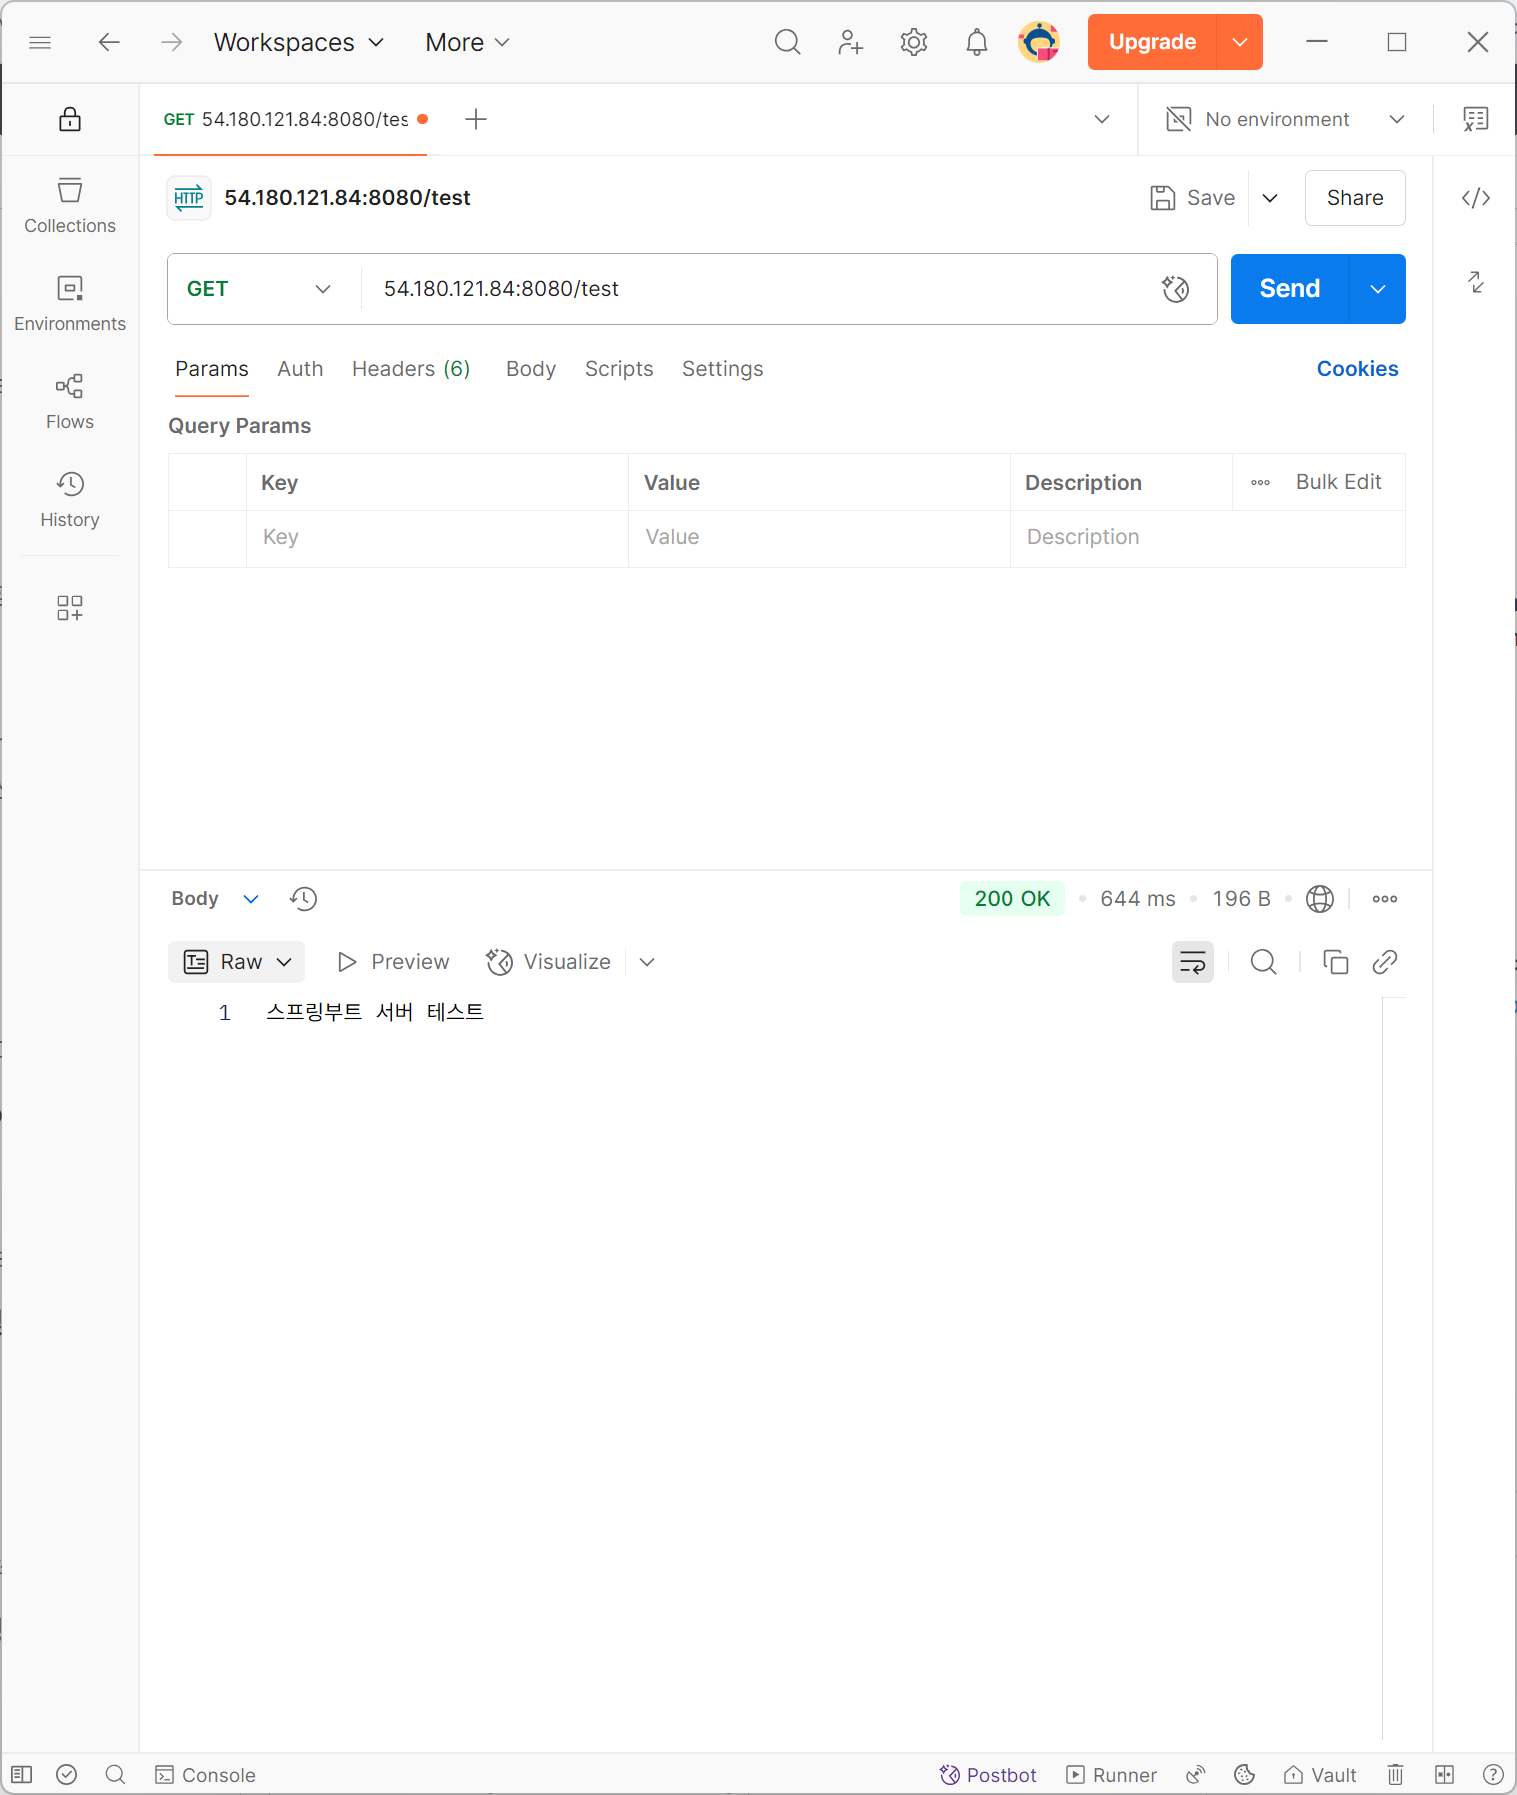 Workspaces More Upgrade
GET 54.180.121.84:8080/tes No environment
HTTP 54.180.121.84:8080/test Save Share
GET 54.180.121.84:8080/test Send
Params Auth Headers (6) Body Scripts Settings Cookies
Query Params
Key Value Description Bulk Edit
Key Value Description
Collections
Environments
Flows
History
Body 200 OK 644 ms 196 B
Raw Preview Visualize
1 스프링부트 서버 테스트
Console Postbot Runner Vault